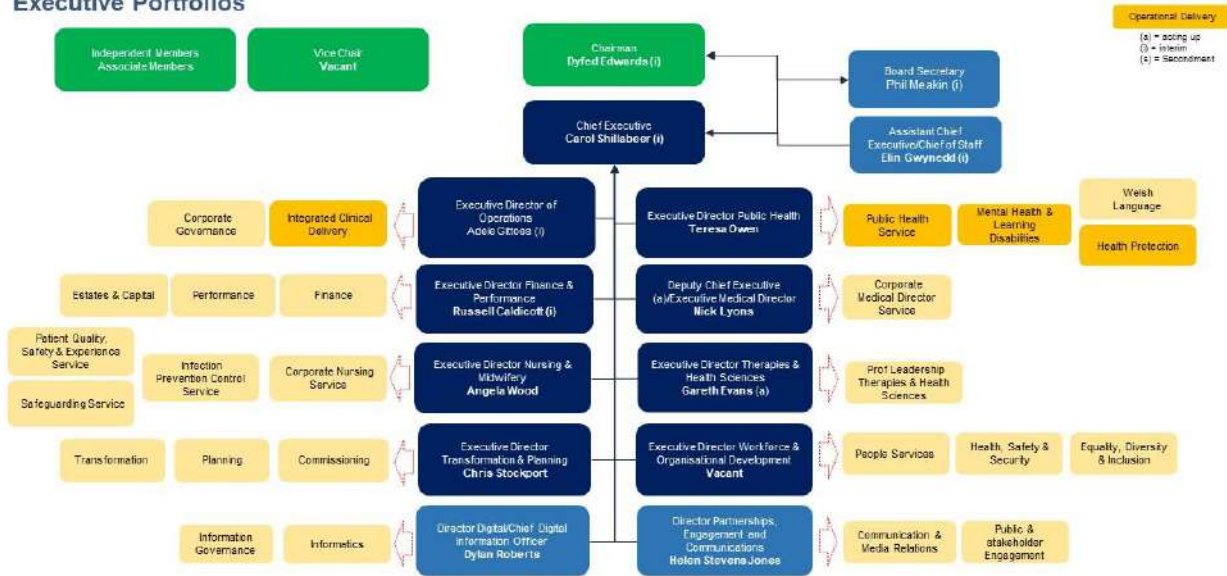 Executive Portfolios
Operational Delivery
(a) = acting up
(i) = interim
(s) = Secondment
Independent Members
Associate Members
Vice Chair
Vacant
Chairman
Dyfed Edwards (i)
Board Secretary
Phil Meakin (i)
Chief Executive
Carol Shillabeer (i)
Assistant Chief
Executive/Chief of Staff
Elin Gwynedd (i)
Corporate
Governance
Integrated Clinical
Delivery
Executive Director of
Operations
Adele Gittoes (i)
Executive Director Public Health
Teresa Owen
Public Health
Service
Mental Health &
Learning
Disabilities
Welsh
Language
Health Protection
Estates & Capital
Performance
Finance
Executive Director Finance &
Performance
Russell Caldicott (i)
Deputy Chief Executive
(a)/Executive Medical Director
Nick Lyons
Corporate
Medical Director
Service
Patient Quality,
Safety & Experience
Service
Safeguarding Service
Infection
Prevention Control
Service
Corporate Nursing
Service
Executive Director Nursing &
Midwifery
Angela Wood
Executive Director Therapies
& Health Sciences
Gareth Evans (a)
Prof Leadership
Therapies & Health
Sciences
Transformation
Planning
Commissioning
Executive Director
Transformation & Planning
Chris Stockport
Executive Director Workforce &
Organisational Development
Vacant
People Services
Health, Safety &
Security
Equality, Diversity
& Inclusion
Information
Governance
Informatics
Director Digital/Chief Digital
Information Officer
Dylan Roberts
Director Partnerships,
Engagement and
Communications
Helen Stevens Jones
Communication &
Media Relations
Public &
stakeholder
Engagement